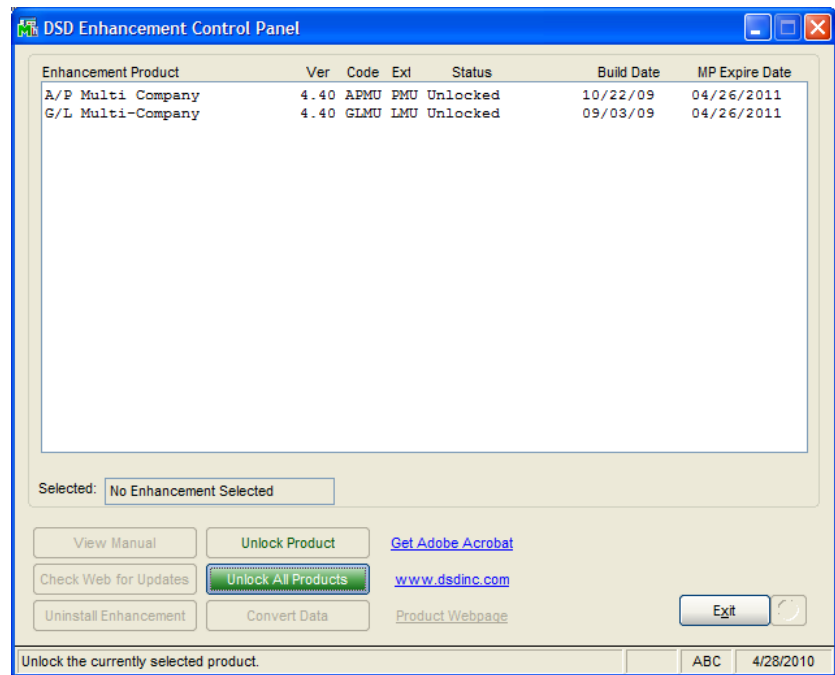 DSD Enhancement Control Panel
Enhancement Product Ver Code Ext Status Build Date MP Expire Date
A/P Multi Company 4.40 APMU PMU Unlocked 10/22/09 04/26/2011
G/L Multi-Company 4.40 GLMU LMU Unlocked 09/03/09 04/26/2011
Selected: No Enhancement Selected
View Manual Unlock Product Get Adobe Acrobat
Check Web for Updates Unlock All Products www.dsdinc.com
Uninstall Enhancement Convert Data Product Webpage Exit
Unlock the currently selected product. ABC 4/28/2010